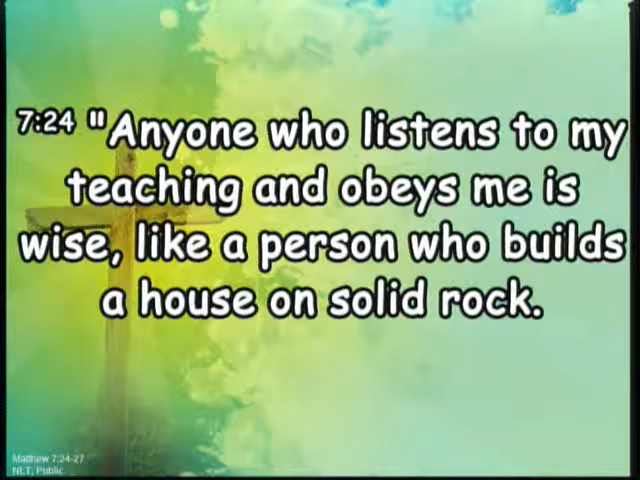 7:24 "Anyone who listens to my
teaching and obeys me is
wise, like a person who builds
a house on solid rock.
Matthew 7:24-27
NLT, Public